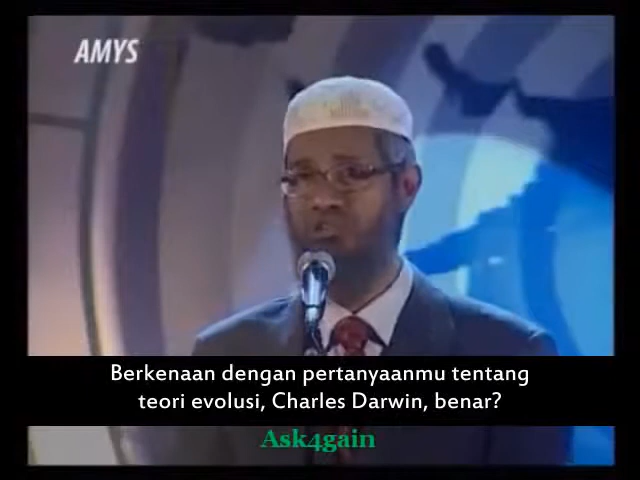 AMYS
Berkenaan dengan pertanyaanmu tentang
teori evolusi, Charles Darwin, benar?
Ask4gain